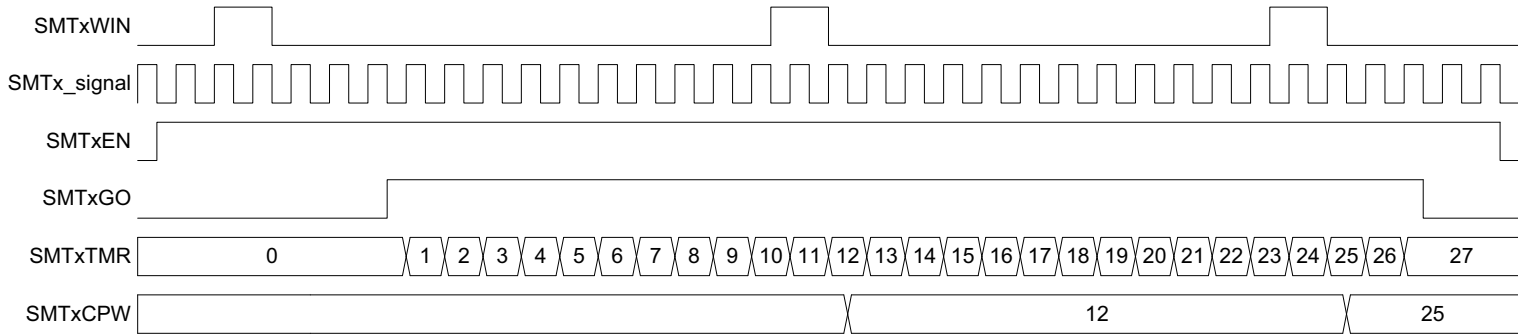 SMTxWIN
SMTx_signal
SMTxEN
SMTxGO
SMTxTMR 0 1 2 3 4 5 6 7 8 9 10 11 12 13 14 15 16 17 18 19 20 21 22 23 24 25 26 27
SMTxCPW 12 25